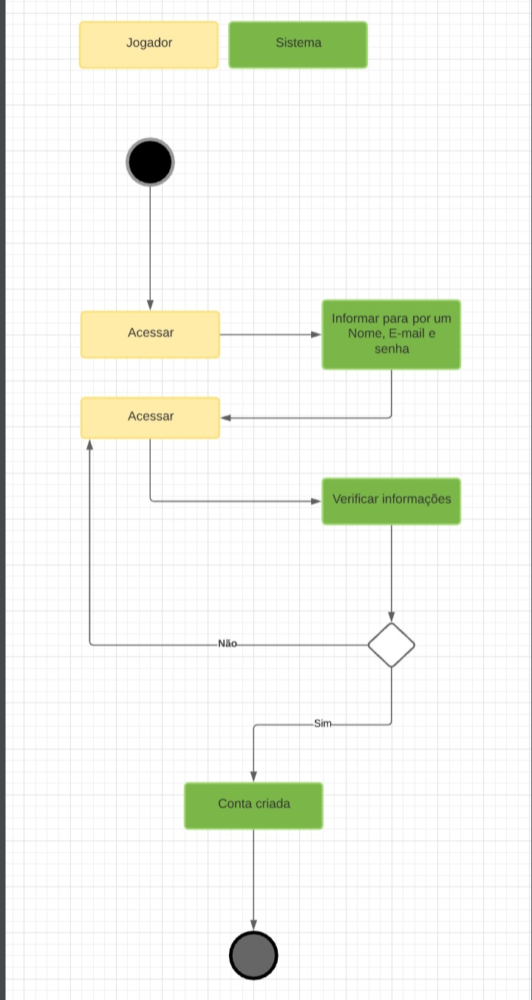 Jogador
Sistema
Acessar
Informar para por um
Nome, E-mail e
senha
Acessar
Verificar informações
Não
Sim
Conta criada